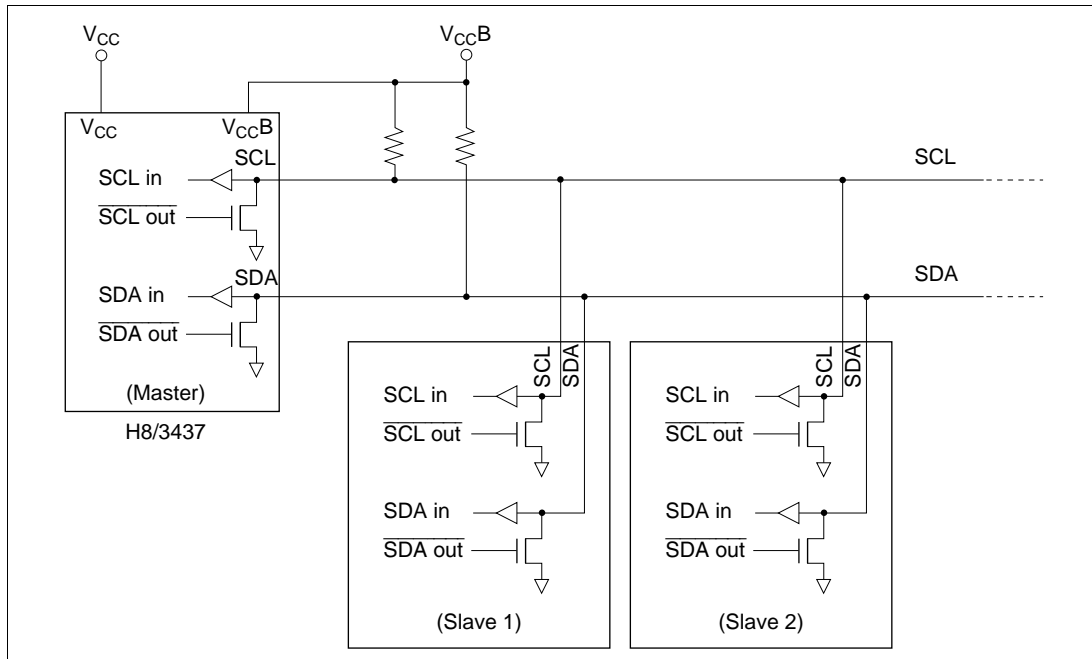 VCC
VCCB
VCC
VCCB
SCL
SCL in
SCL out
SDA
SDA in
SDA out
(Master)
H8/3437
SCL
SDA
SCL
SDA
SCL in
SCL out
SDA in
SDA out
(Slave 1)
SCL
SDA
SCL in
SCL out
SDA in
SDA out
(Slave 2)